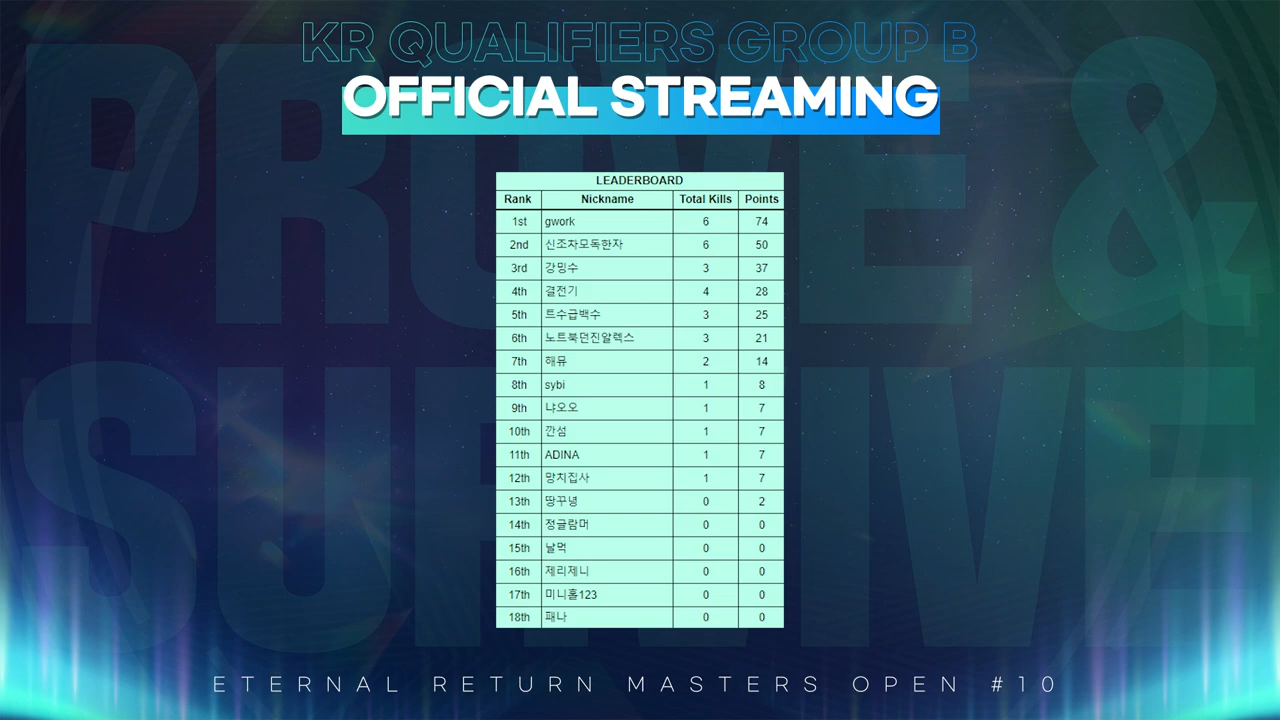 KR QUALIFIERS GROUP B
OFFICIAL STREAMING
PROVE &
SURVIVE
LEADERBOARD
Rank Nickname Total Kills Points
1st gwork 6 74
2nd 신조차모독한자 6 50
3rd 강밍수 3 37
4th 결전기 4 28
5th 트수급백수 3 25
6th 노트북던진알렉스 3 21
7th 해뮤 2 14
8th sybi 1 8
9th 냐오오 1 7
10th 깐섬 1 7
11th ADINA 1 7
12th 망치집사 1 7
13th 땅꾸녕 0 2
14th 정글람머 0 0
15th 날먹 0 0
16th 제리제니 0 0
17th 미니홀123 0 0
18th 패나 0 0
ETERNAL RETURN MASTERS OPEN #10